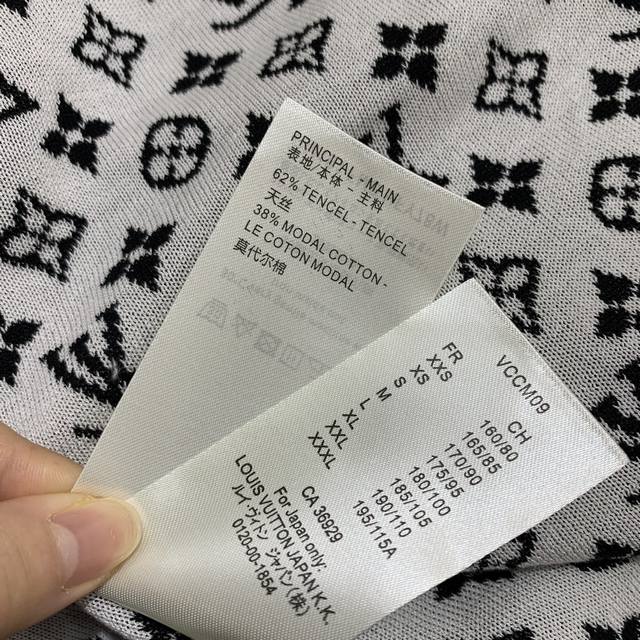 PRINCIPAL - MAIN
表地/本体 - 主料
62% TENCEL- TENCEL
天丝
38% MODAL COTTON -
LE COTON MODAL
莫代尔棉
VCCM09
FR CH
XXS 160/80
XS 165/85
S 170/90
M 175/95
L 180/100
XL 185/105
XXL 190/110
XXXL 195/115A
CA 36929
For Japan only:
LOUIS VUITTON JAPAN K.K.
ルイ・ヴィトン ジャパン(株)
0120-00-1854